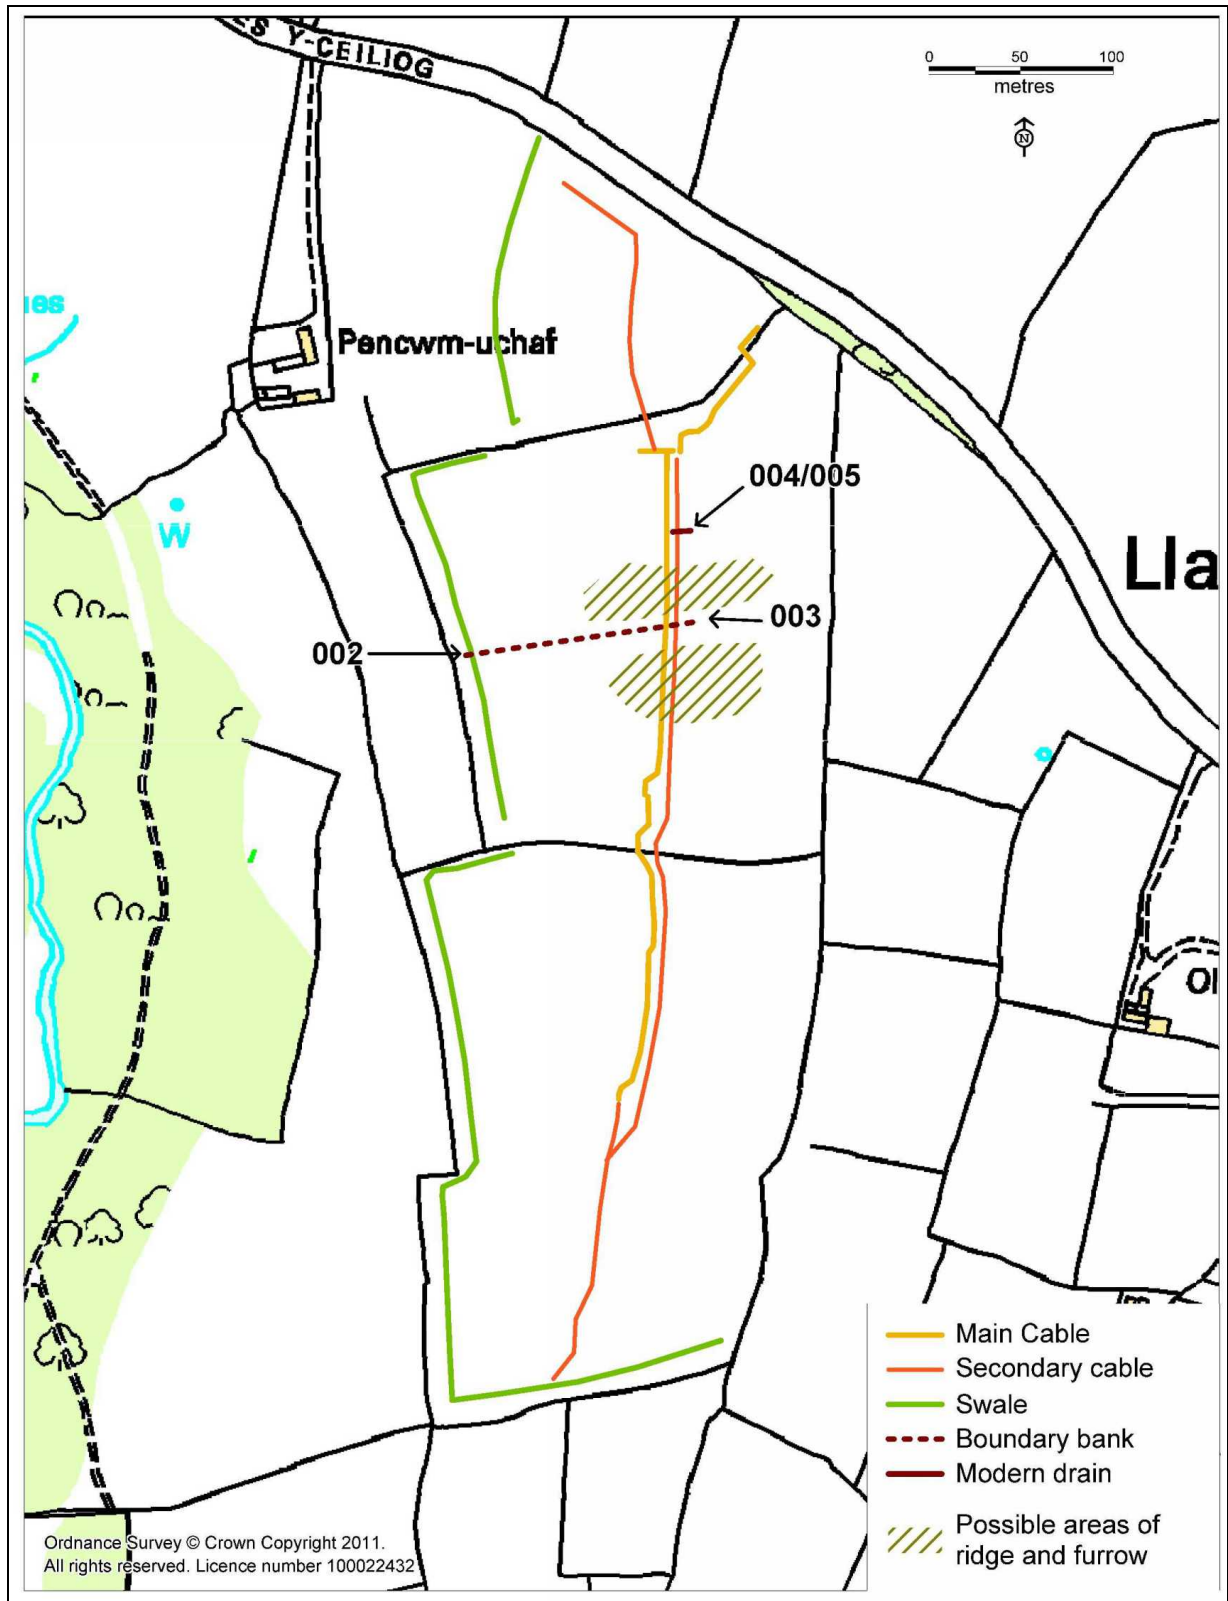 S Y-CEILIOG
0 50 100
metres
N
es
Pencwm-uchaf
W
004/005
003
002
Lla
Ol
Main Cable
Secondary cable
Swale
Boundary bank
Modern drain
Possible areas of
ridge and furrow
Ordnance Survey © Crown Copyright 2011.
All rights reserved. Licence number 100022432